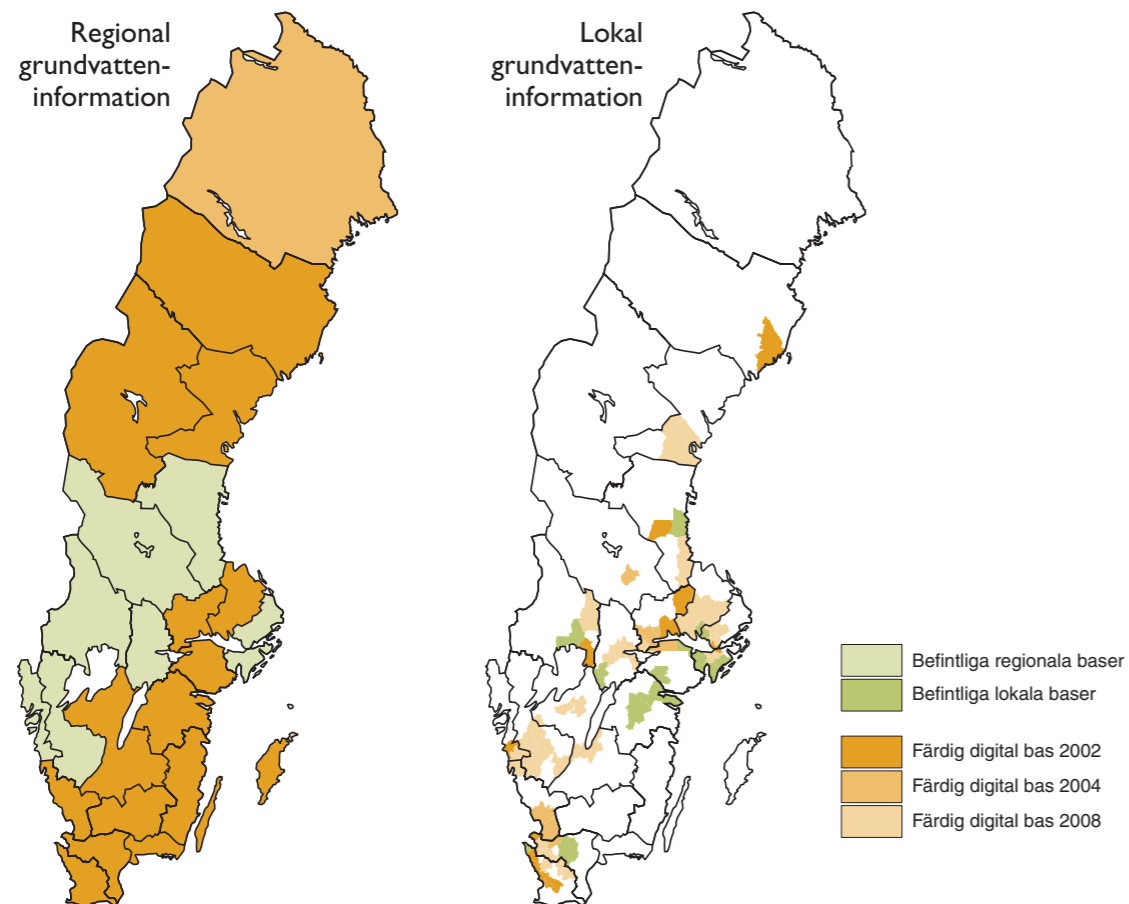 Regional
grundvatten-
information
Lokal
grundvatten-
information
Befintliga regionala baser
Befintliga lokala baser
Färdig digital bas 2002
Färdig digital bas 2004
Färdig digital bas 2008